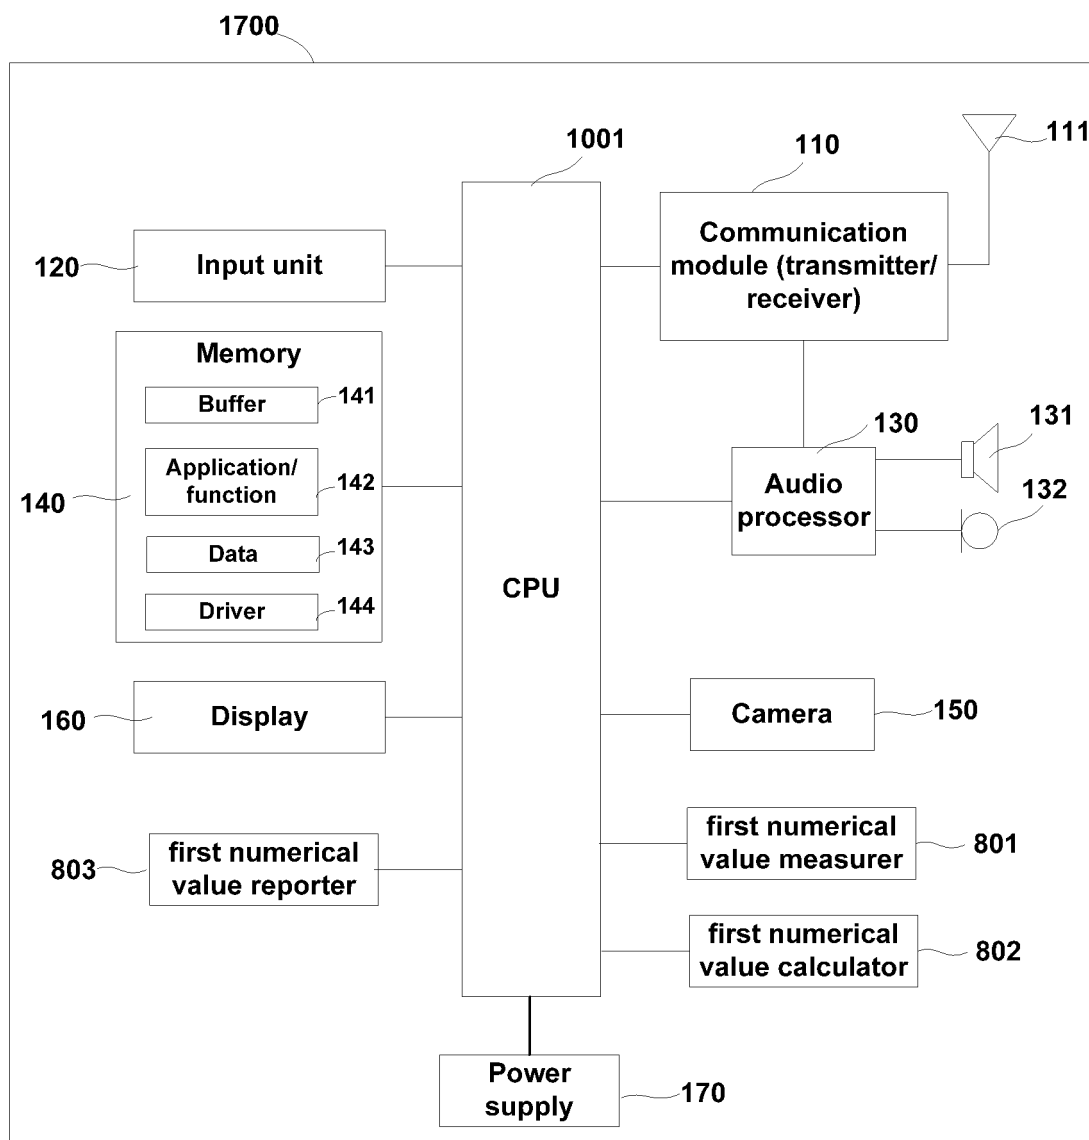 1700
1001
110
111
Communication
module (transmitter/
receiver)
120
Input unit
Memory
Buffer
141
Application/
function
142
140
Data
143
Driver
144
130
131
Audio
processor
132
CPU
160
Display
Camera
150
803
first numerical
value reporter
first numerical
value measurer
801
first numerical
value calculator
802
Power
supply
170